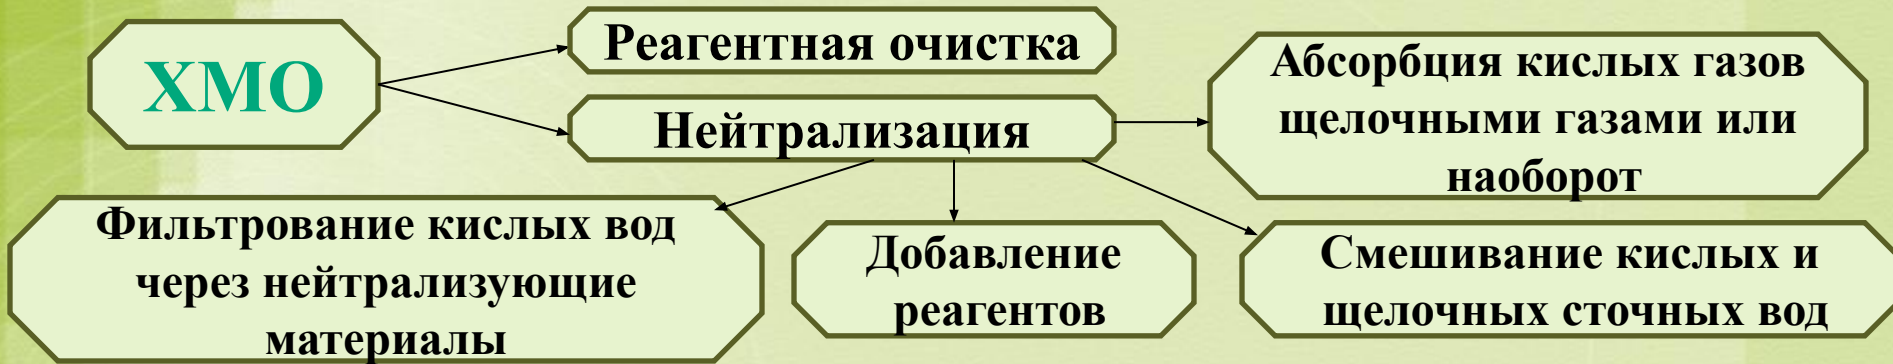 ХМО
Реагентная очистка
Нейтрализация
Абсорбция кислых газов
щелочными газами или
наоборот
Фильтрование кислых вод
через нейтрализующие
материалы
Добавление
реагентов
Смешивание кислых и
щелочных сточных вод